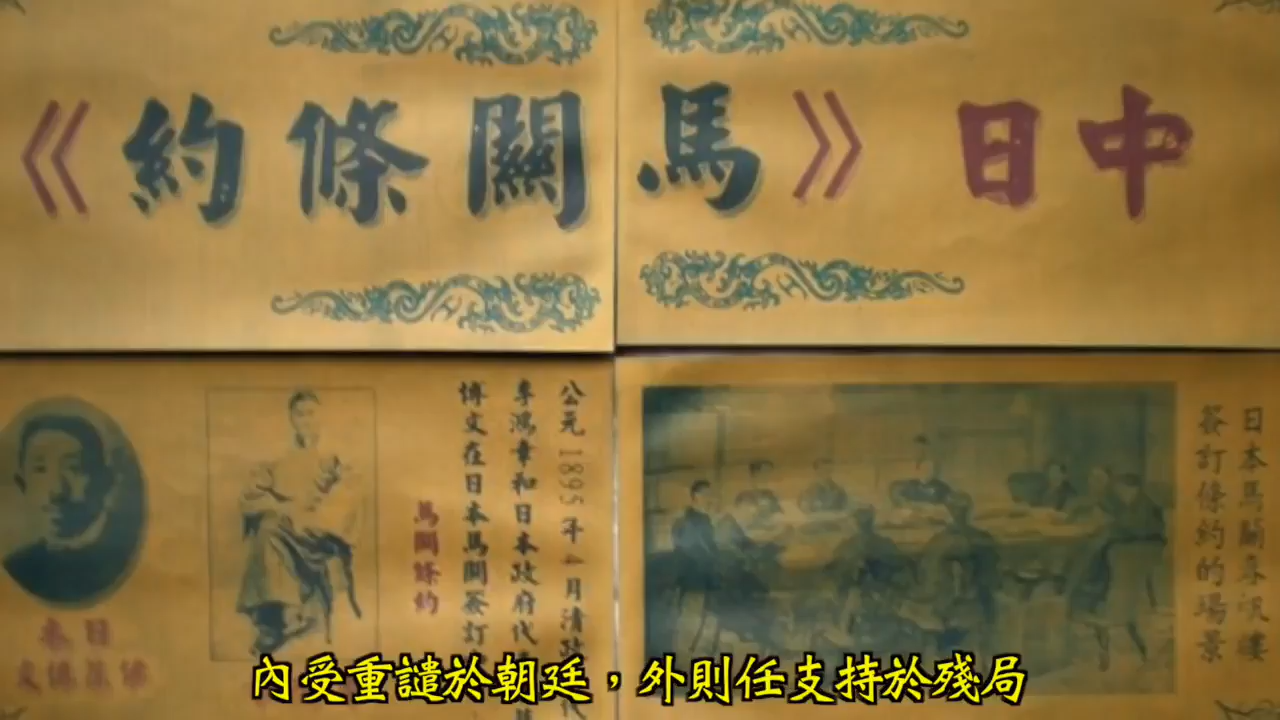 中日《馬關條約》
日本馬關春帆樓
簽訂條約的場景
公元1895年4月清政
李鴻章和日本政府代
博文在日本馬關簽訂
馬關條約
日本
內受重譴於朝廷，外則任支持於殘局